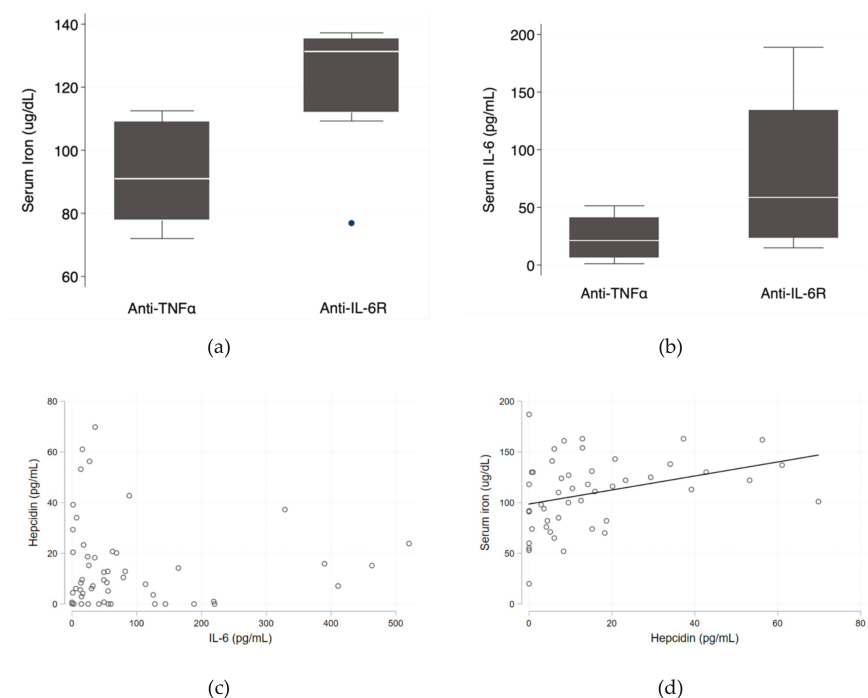 Serum Iron (ug/dL)
140
120
100
80
60
Anti-TNFα
Anti-IL-6R
(a)
Serum IL-6 (pg/mL)
200
150
100
50
0
Anti-TNFα
Anti-IL-6R
(b)
Hepcidin (pg/mL)
80
60
40
20
0
0 100 200 300 400 500
IL-6 (pg/mL)
(c)
Serum iron (ug/dL)
200
150
100
50
0
0 20 40 60 80
Hepcidin (pg/mL)
(d)